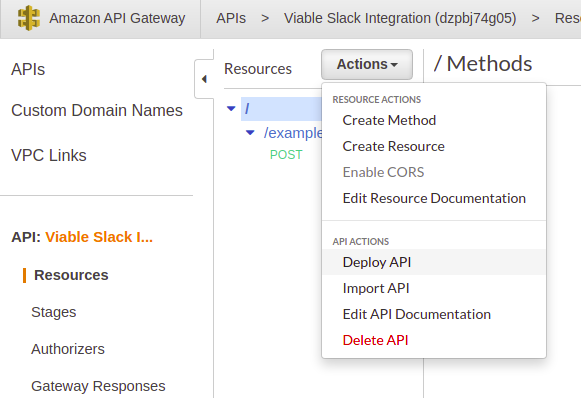 Amazon API Gateway
APIs > Viable Slack Integration (dzpbj74g05) >
APIs
Custom Domain Names
VPC Links
API: Viable Slack I...
Resources
Stages
Authorizers
Gateway Responses
Resources
Actions
/
/example
POST
RESOURCE ACTIONS
Create Method
Create Resource
Enable CORS
Edit Resource Documentation
API ACTIONS
Deploy API
Import API
Edit API Documentation
Delete API
/ Methods